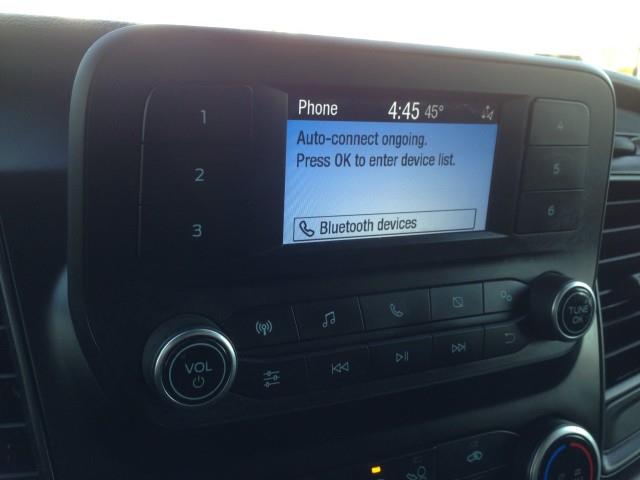 Phone 4:45 45°
Auto-connect ongoing.
Press OK to enter device list.
Bluetooth devices
1
2
3
4
5
6
VOL
TUNE
OK